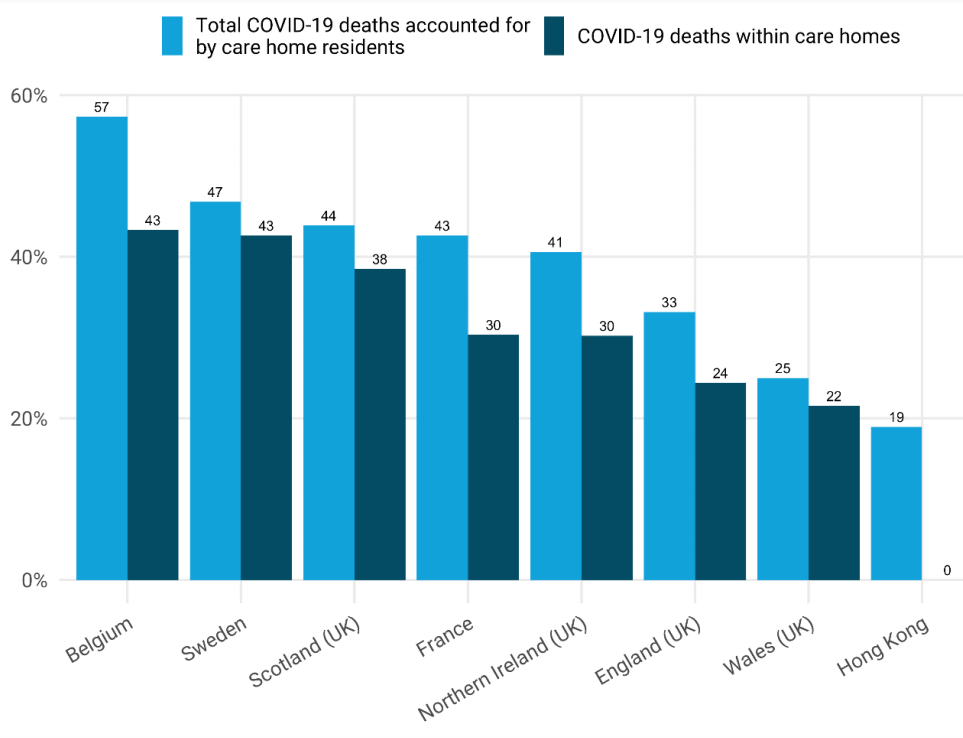 Total COVID-19 deaths accounted for
by care home residents
COVID-19 deaths within care homes
60%
40%
20%
0%
57
43
47
43
44
38
43
30
41
30
33
24
25
22
19
0
Belgium
Sweden
Scotland (UK)
France
Northern Ireland (UK)
England (UK)
Wales (UK)
Hong Kong